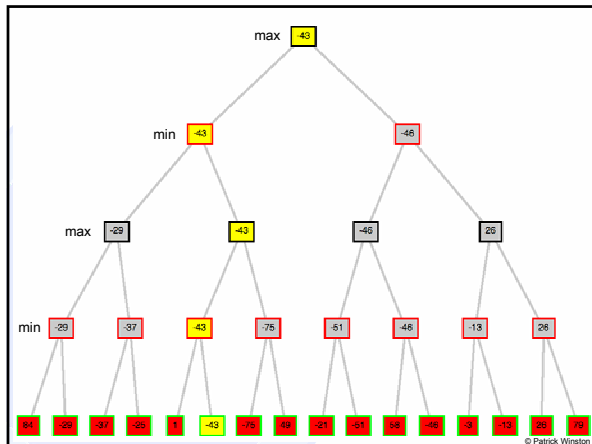 max -43
min -43 -46
max -29 -43 -46 26
min -29 -37 -43 -75 -51 -46 -13 26
84 -29 -37 -25 1 -43 -75 49 -21 -51 58 -46 -3 -13 26 79
© Patrick Winston